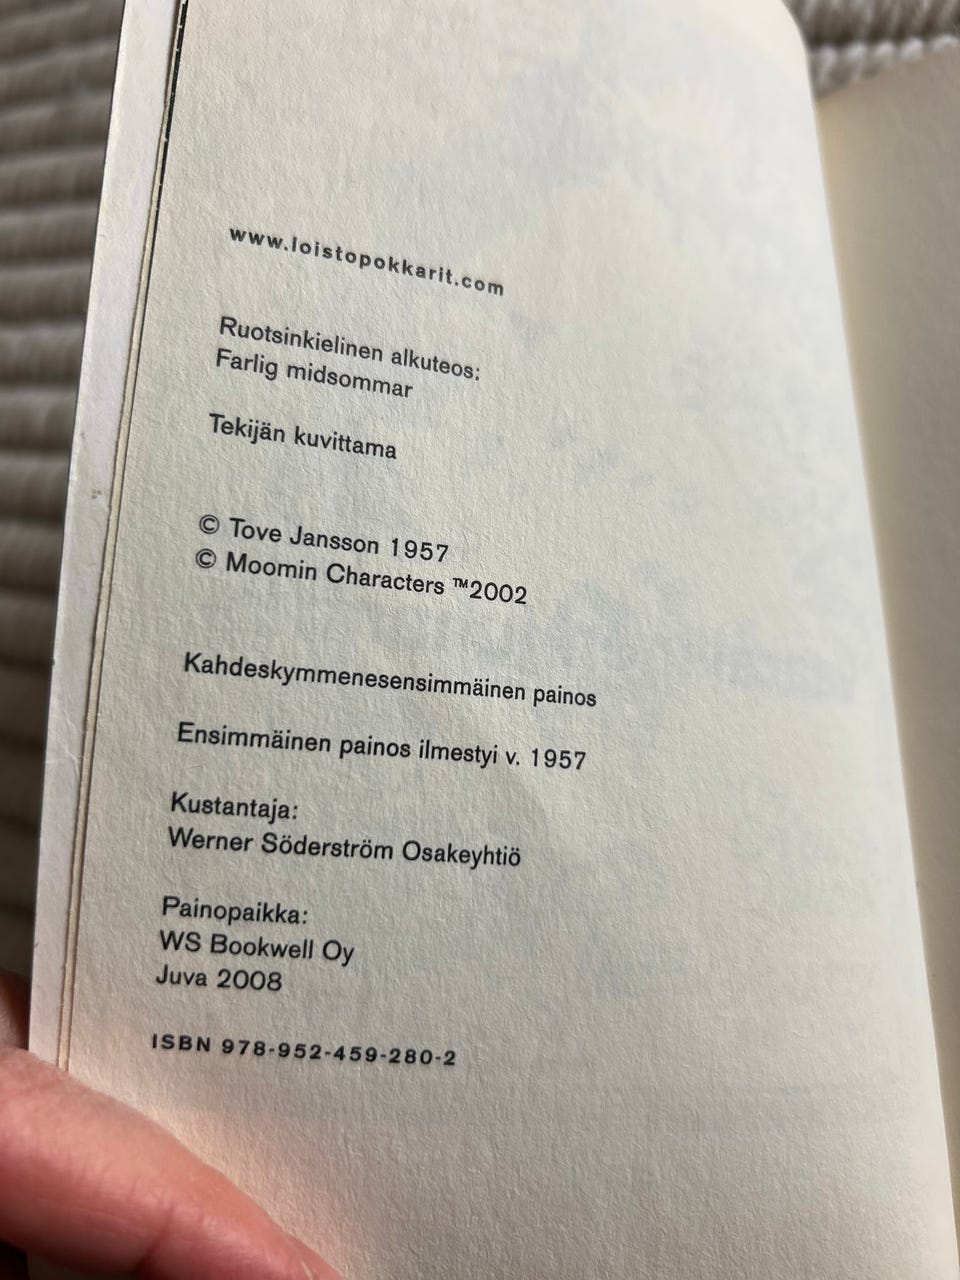 www.loistopokkarit.com
Ruotsinkielinen alkuteos:
Farlig midsommar
Tekijän kuvittama
© Tove Jansson 1957
© Moomin Characters ™2002
Kahdeskymmenesensimmäinen painos
Ensimmäinen painos ilmestyi v. 1957
Kustantaja:
Werner Söderström Osakeyhtiö
Painopaikka:
WS Bookwell Oy
Juva 2008
ISBN 978-952-459-280-2